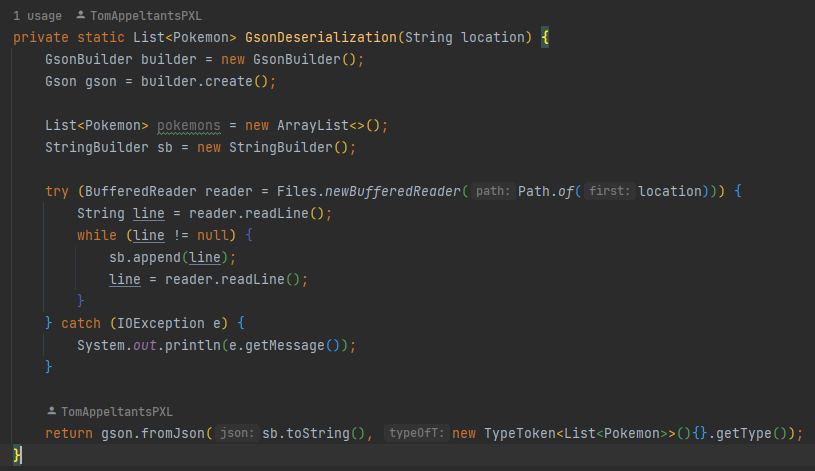 1 usage TomAppeltantsPXL
private static List<Pokemon> GsonDeserialization(String location) {
    GsonBuilder builder = new GsonBuilder();
    Gson gson = builder.create();

    List<Pokemon> pokemons = new ArrayList<>();
    StringBuilder sb = new StringBuilder();

    try (BufferedReader reader = Files.newBufferedReader( path: Path.of( first: location))) {
        String line = reader.readLine();
        while (line != null) {
            sb.append(line);
            line = reader.readLine();
        }
    } catch (IOException e) {
        System.out.println(e.getMessage());
    }

    TomAppeltantsPXL
    return gson.fromJson( json: sb.toString(), typeOfT: new TypeToken<List<Pokemon>>(){}.getType());
}